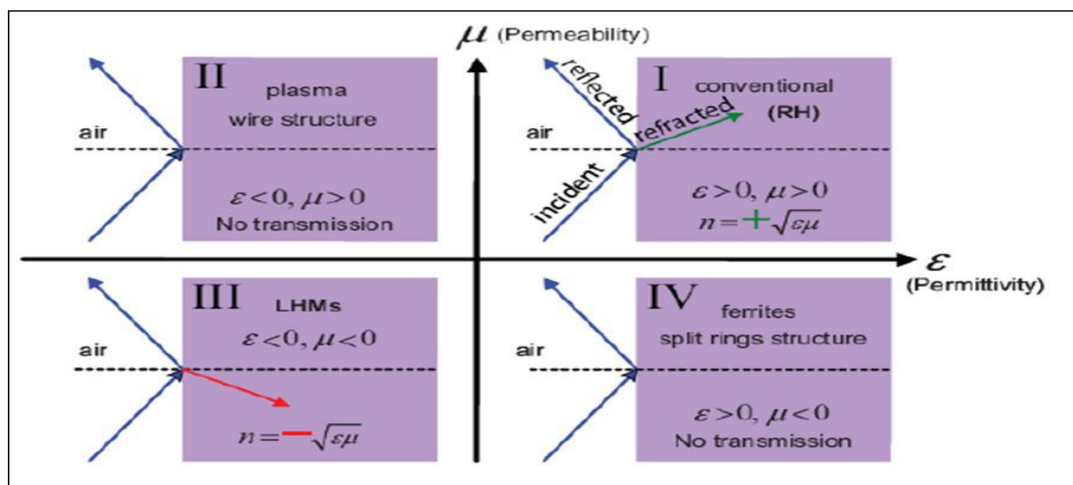 μ (Permeability)
II
plasma
wire structure
air
ε<0, μ>0
No transmission
I
conventional
(RH)
reflected
refracted
air
incident
ε>0, μ>0
n=+√εμ
ε
(Permittivity)
III
LHMs
ε<0, μ<0
air
n=−√εμ
IV
ferrites
split rings structure
air
ε>0, μ<0
No transmission